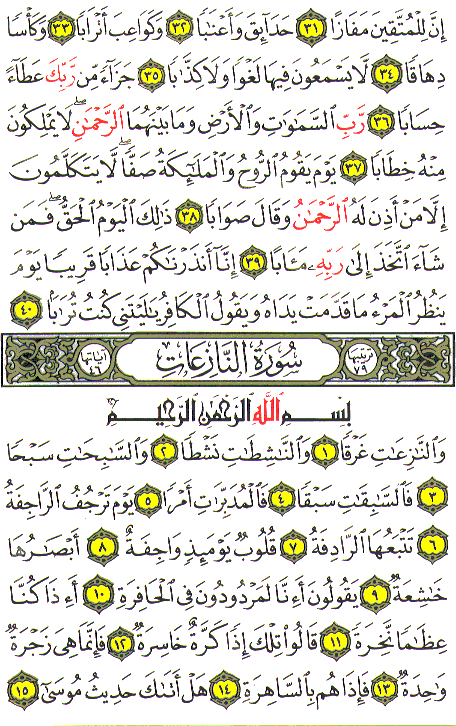 إِنَّ لِلْمُتَّقِينَ مَفَازًا ٣١ حَدَآئِقَ وَأَعْنَٰبًا ٣٢ وَكَوَاعِبَ أَتْرَابًا ٣٣ وَكَأْسًا
دِهَاقًا ٣٤ لَّا يَسْمَعُونَ فِيهَا لَغْوًا وَلَا كِذَّٰبًا ٣٥ جَزَآءً مِّن رَّبِّكَ عَطَآءً
حِسَابًا ٣٦ رَّبِّ ٱلسَّمَٰوَٰتِ وَٱلْأَرْضِ وَمَا بَيْنَهُمَا ٱلرَّحْمَٰنِ ۖ لَا يَمْلِكُونَ
مِنْهُ خِطَابًا ٣٧ يَوْمَ يَقُومُ ٱلرُّوحُ وَٱلْمَلَٰٓئِكَةُ صَفًّا ۖ لَّا يَتَكَلَّمُونَ
إِلَّا مَنْ أَذِنَ لَهُ ٱلرَّحْمَٰنُ وَقَالَ صَوَابًا ٣٨ ذَٰلِكَ ٱلْيَوْمُ ٱلْحَقُّ ۖ فَمَن
شَآءَ ٱتَّخَذَ إِلَىٰ رَبِّهِۦ مَـَٔابًا ٣٩ إِنَّآ أَنذَرْنَٰكُمْ عَذَابًا قَرِيبًا يَوْمَ
يَنظُرُ ٱلْمَرْءُ مَا قَدَّمَتْ يَدَاهُ وَيَقُولُ ٱلْكَافِرُ يَٰلَيْتَنِى كُنتُ تُرَٰبًۢا ٤٠
ترتيبها ٧٩ سُورَةُ النَّازِعَات آياتها ٤٦
بِسْمِ ٱللَّهِ ٱلرَّحْمَٰنِ ٱلرَّحِيمِ
وَٱلنَّٰزِعَٰتِ غَرْقًا ١ وَٱلنَّٰشِطَٰتِ نَشْطًا ٢ وَٱلسَّٰبِحَٰتِ سَبْحًا
٣ فَٱلسَّٰبِقَٰتِ سَبْقًا ٤ فَٱلْمُدَبِّرَٰتِ أَمْرًا ٥ يَوْمَ تَرْجُفُ ٱلرَّاجِفَةُ
٦ تَتْبَعُهَا ٱلرَّادِفَةُ ٧ قُلُوبٌ يَوْمَئِذٍ وَاجِفَةٌ ٨ أَبْصَٰرُهَا
خَٰشِعَةٌ ٩ يَقُولُونَ أَءِنَّا لَمَرْدُودُونَ فِى ٱلْحَافِرَةِ ١٠ أَءِذَا كُنَّا
عِظَٰمًا نَّخِرَةً ١١ قَالُوا۟ تِلْكَ إِذًا كَرَّةٌ خَاسِرَةٌ ١٢ فَإِنَّمَا هِىَ زَجْرَةٌ
وَٰحِدَةٌ ١٣ فَإِذَا هُم بِٱلسَّاهِرَةِ ١٤ هَلْ أَتَىٰكَ حَدِيثُ مُوسَىٰٓ ١٥